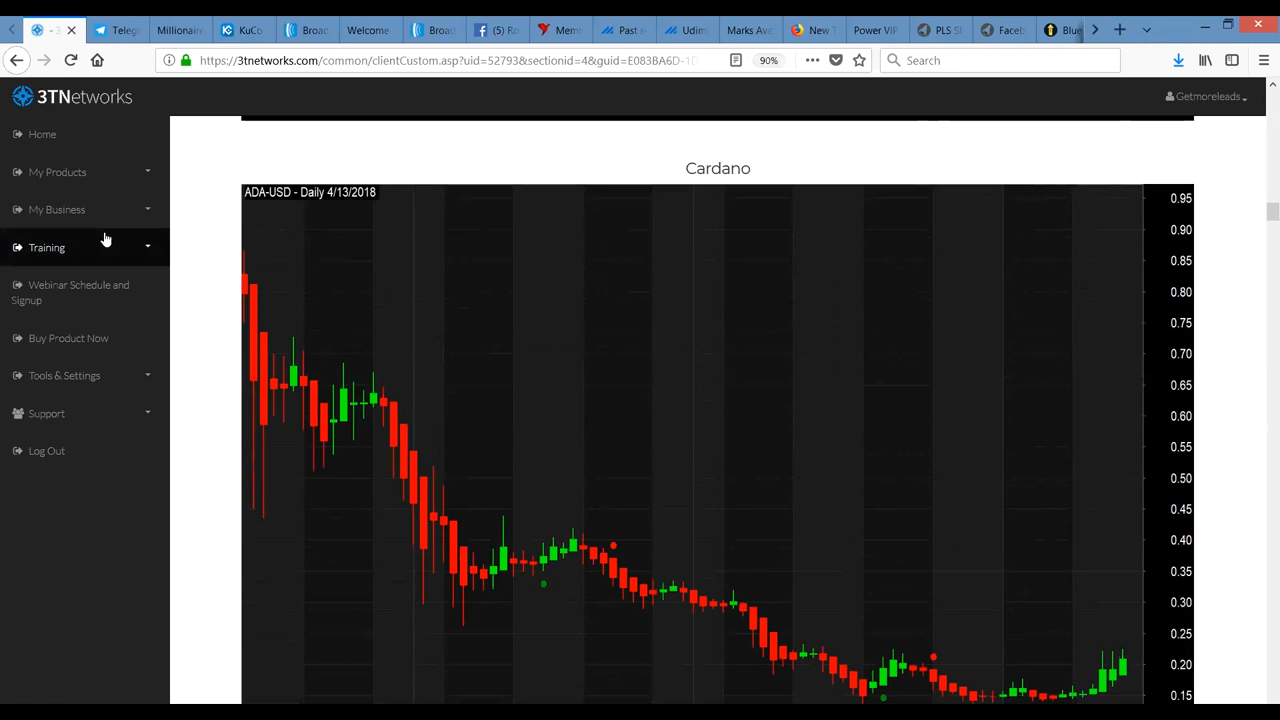 - 3
Teleg
Millionair
KuCo
Broac
Welcome
Broad
(5) Ro
Mem
Past s
Udim
Marks Ava
New T
Power VIP
PLS S
Faceb
Blue
https://3tnetworks.com/common/clientCustom.asp?uid=52793&sectionid=4&guid=E083BA6D-1D
90%
Search
3TNetworks
Getmoreleads
Home
My Products
My Business
Training
Webinar Schedule and
Signup
Buy Product Now
Tools & Settings
Support
Log Out
Cardano
ADA-USD - Daily 4/13/2018
0.95
0.90
0.85
0.80
0.75
0.70
0.65
0.60
0.55
0.50
0.45
0.40
0.35
0.30
0.25
0.20
0.15